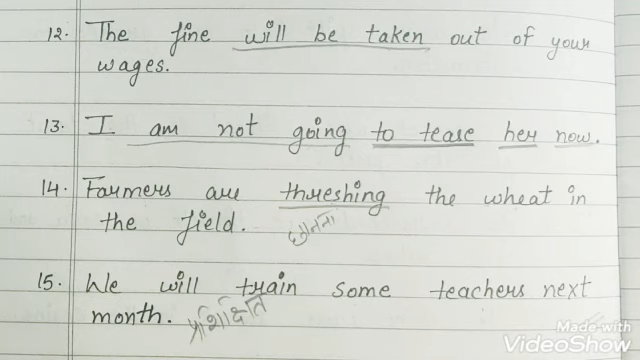 12. The fine will be taken out of your
wages.
13. I am not going to tease her now.
14. Farmers are threshing the wheat in
the field.
15. We will train some teachers next
month.
Made with
VideoShow